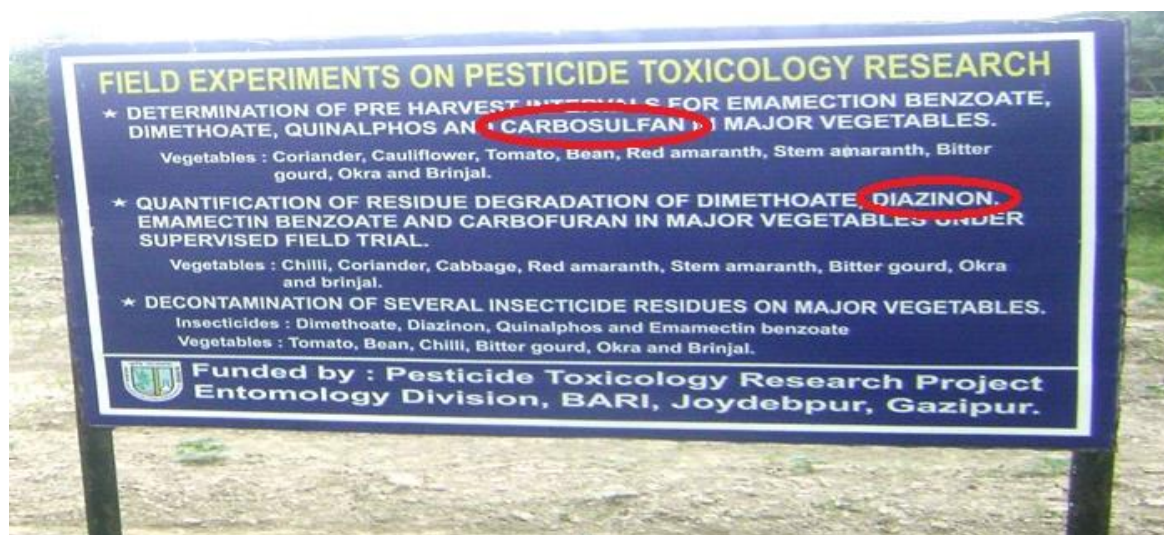 FIELD EXPERIMENTS ON PESTICIDE TOXICOLOGY RESEARCH
★ DETERMINATION OF PRE HARVEST INTERVALS FOR EMAMECTION BENZOATE,
DIMETHOATE, QUINALPHOS AND CARBOSULFAN IN MAJOR VEGETABLES.
Vegetables : Coriander, Cauliflower, Tomato, Bean, Red amaranth, Stem amaranth, Bitter
gourd, Okra and Brinjal.
★ QUANTIFICATION OF RESIDUE DEGRADATION OF DIMETHOATE, DIAZINON.
EMAMECTIN BENZOATE AND CARBOFURAN IN MAJOR VEGETABLES UNDER
SUPERVISED FIELD TRIAL.
Vegetables : Chilli, Coriander, Cabbage, Red amaranth, Stem amaranth, Bitter gourd, Okra
and brinjal.
★ DECONTAMINATION OF SEVERAL INSECTICIDE RESIDUES ON MAJOR VEGETABLES.
Insecticides : Dimethoate, Diazinon, Quinalphos and Emamectin benzoate
Vegetables : Tomato, Bean, Chilli, Bitter gourd, Okra and Brinjal.
Funded by : Pesticide Toxicology Research Project
Entomology Division, BARI, Joydebpur, Gazipur.